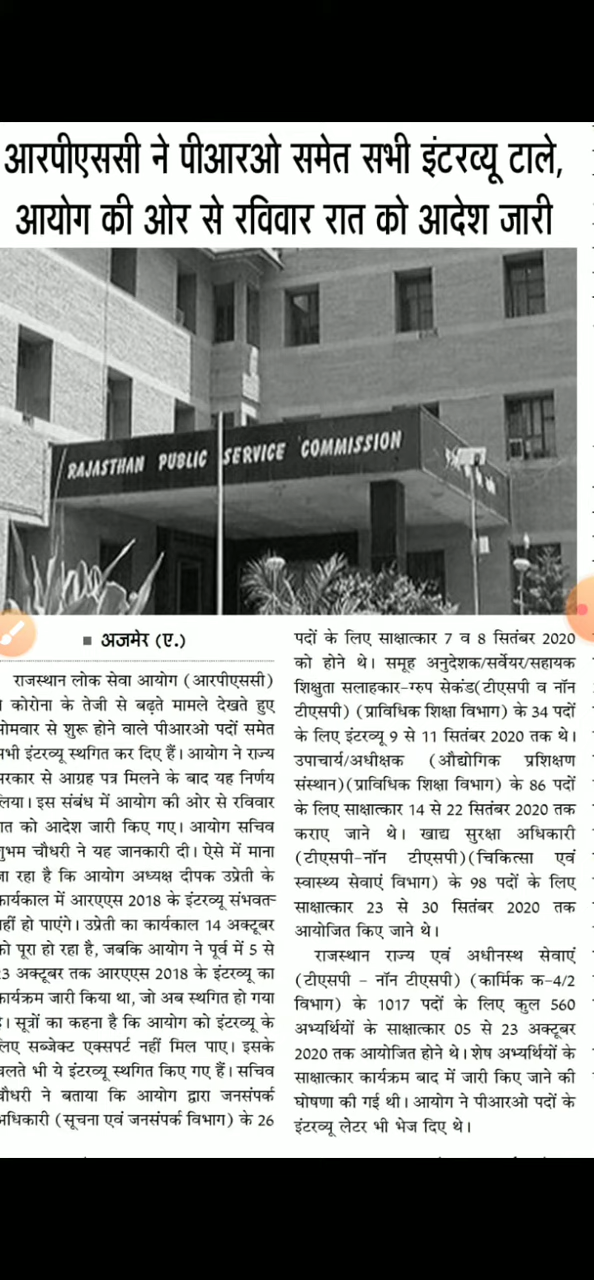 आरपीएससी ने पीआरओ समेत सभी इंटरव्यू टाले,
आयोग की ओर से रविवार रात को आदेश जारी
RAJASTHAN PUBLIC SERVICE COMMISSION
■ अजमेर (ए.)
राजस्थान लोक सेवा आयोग (आरपीएससी)
कोरोना के तेजी से बढ़ते मामले देखते हुए
ोमवार से शुरू होने वाले पीआरओ पदों समेत
भी इंटरव्यू स्थगित कर दिए हैं। आयोग ने राज्य
रकार से आग्रह पत्र मिलने के बाद यह निर्णय
लिया। इस संबंध में आयोग की ओर से रविवार
ात को आदेश जारी किए गए। आयोग सचिव
शुभम चौधरी ने यह जानकारी दी। ऐसे में माना
जा रहा है कि आयोग अध्यक्ष दीपक उप्रेती के
कार्यकाल में आरएएस 2018 के इंटरव्यू संभवत-
नहीं हो पाएंगे। उप्रेती का कार्यकाल 14 अक्टूबर
को पूरा हो रहा है, जबकि आयोग ने पूर्व में 5 से
3 अक्टूबर तक आरएएस 2018 के इंटरव्यू का
कार्यक्रम जारी किया था, जो अब स्थगित हो गया
है। सूत्रों का कहना है कि आयोग को इंटरव्यू के
लिए सब्जेक्ट एक्सपर्ट नहीं मिल पाए। इसके
चलते भी ये इंटरव्यू स्थगित किए गए हैं। सचिव
चौधरी ने बताया कि आयोग द्वारा जनसंपर्क
अधिकारी (सूचना एवं जनसंपर्क विभाग) के 26
पदों के लिए साक्षात्कार 7 व 8 सितंबर 2020
को होने थे। समूह अनुदेशक/सर्वेयर/सहायक
शिक्षुता सलाहकार-ग्रुप सेकंड(टीएसपी व नॉन
टीएसपी) (प्राविधिक शिक्षा विभाग) के 34 पदों
के लिए इंटरव्यू 9 से 11 सितंबर 2020 तक थे।
उपाचार्य/अधीक्षक (औद्योगिक प्रशिक्षण
संस्थान)(प्राविधिक शिक्षा विभाग) के 86 पदों
के लिए साक्षात्कार 14 से 22 सितंबर 2020 तक
कराए जाने थे। खाद्य सुरक्षा अधिकारी
(टीएसपी-नॉन टीएसपी)(चिकित्सा एवं
स्वास्थ्य सेवाएं विभाग) के 98 पदों के लिए
साक्षात्कार 23 से 30 सितंबर 2020 तक
आयोजित किए जाने थे।
राजस्थान राज्य एवं अधीनस्थ सेवाएं
(टीएसपी - नॉन टीएसपी) (कार्मिक क-4/2
विभाग) के 1017 पदों के लिए कुल 560
अभ्यर्थियों के साक्षात्कार 05 से 23 अक्टूबर
2020 तक आयोजित होने थे। शेष अभ्यर्थियों के
साक्षात्कार कार्यक्रम बाद में जारी किए जाने की
घोषणा की गई थी। आयोग ने पीआरओ पदों के
इंटरव्यू लेटर भी भेज दिए थे।